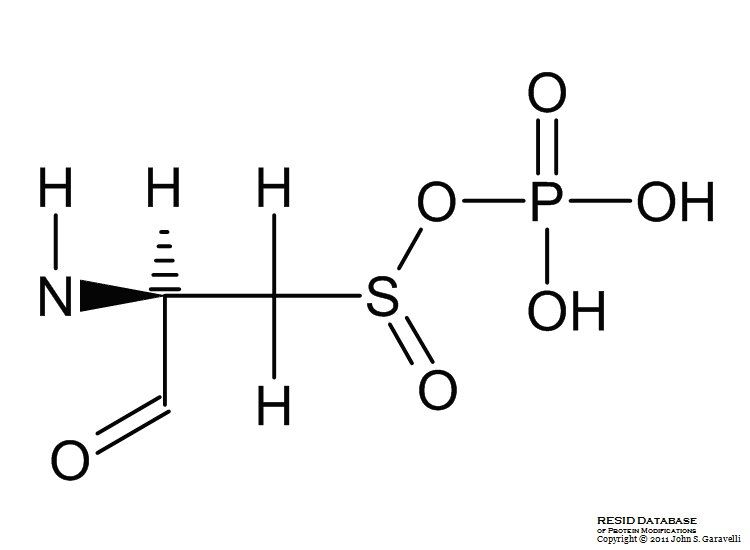 O
H H H O P OH
N S OH
H O
O
RESID DATABASE
OF PROTEIN MODIFICATIONS
Copyright © 2011 John S. Garavelli